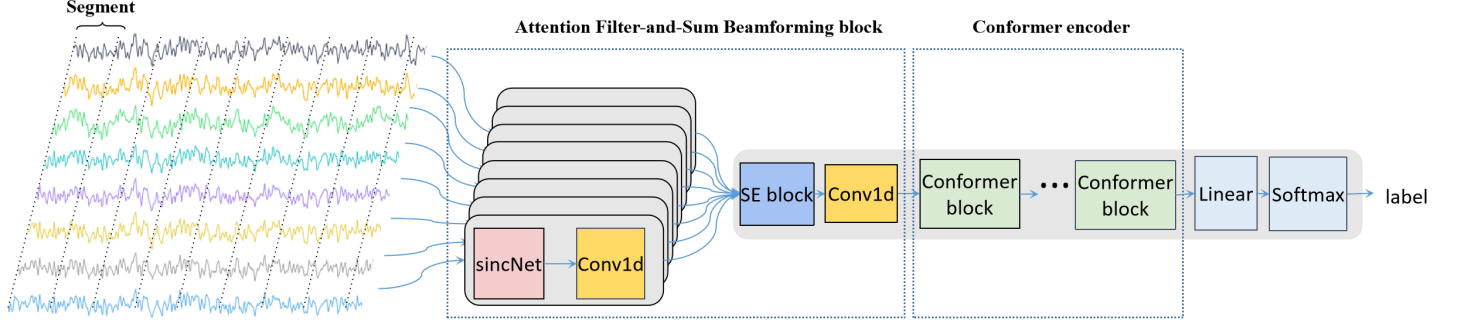 Segment
Attention Filter-and-Sum Beamforming block
Conformer encoder
sincNet
Conv1d
SE block
Conv1d
Conformer
block
...
Conformer
block
Linear
Softmax
label